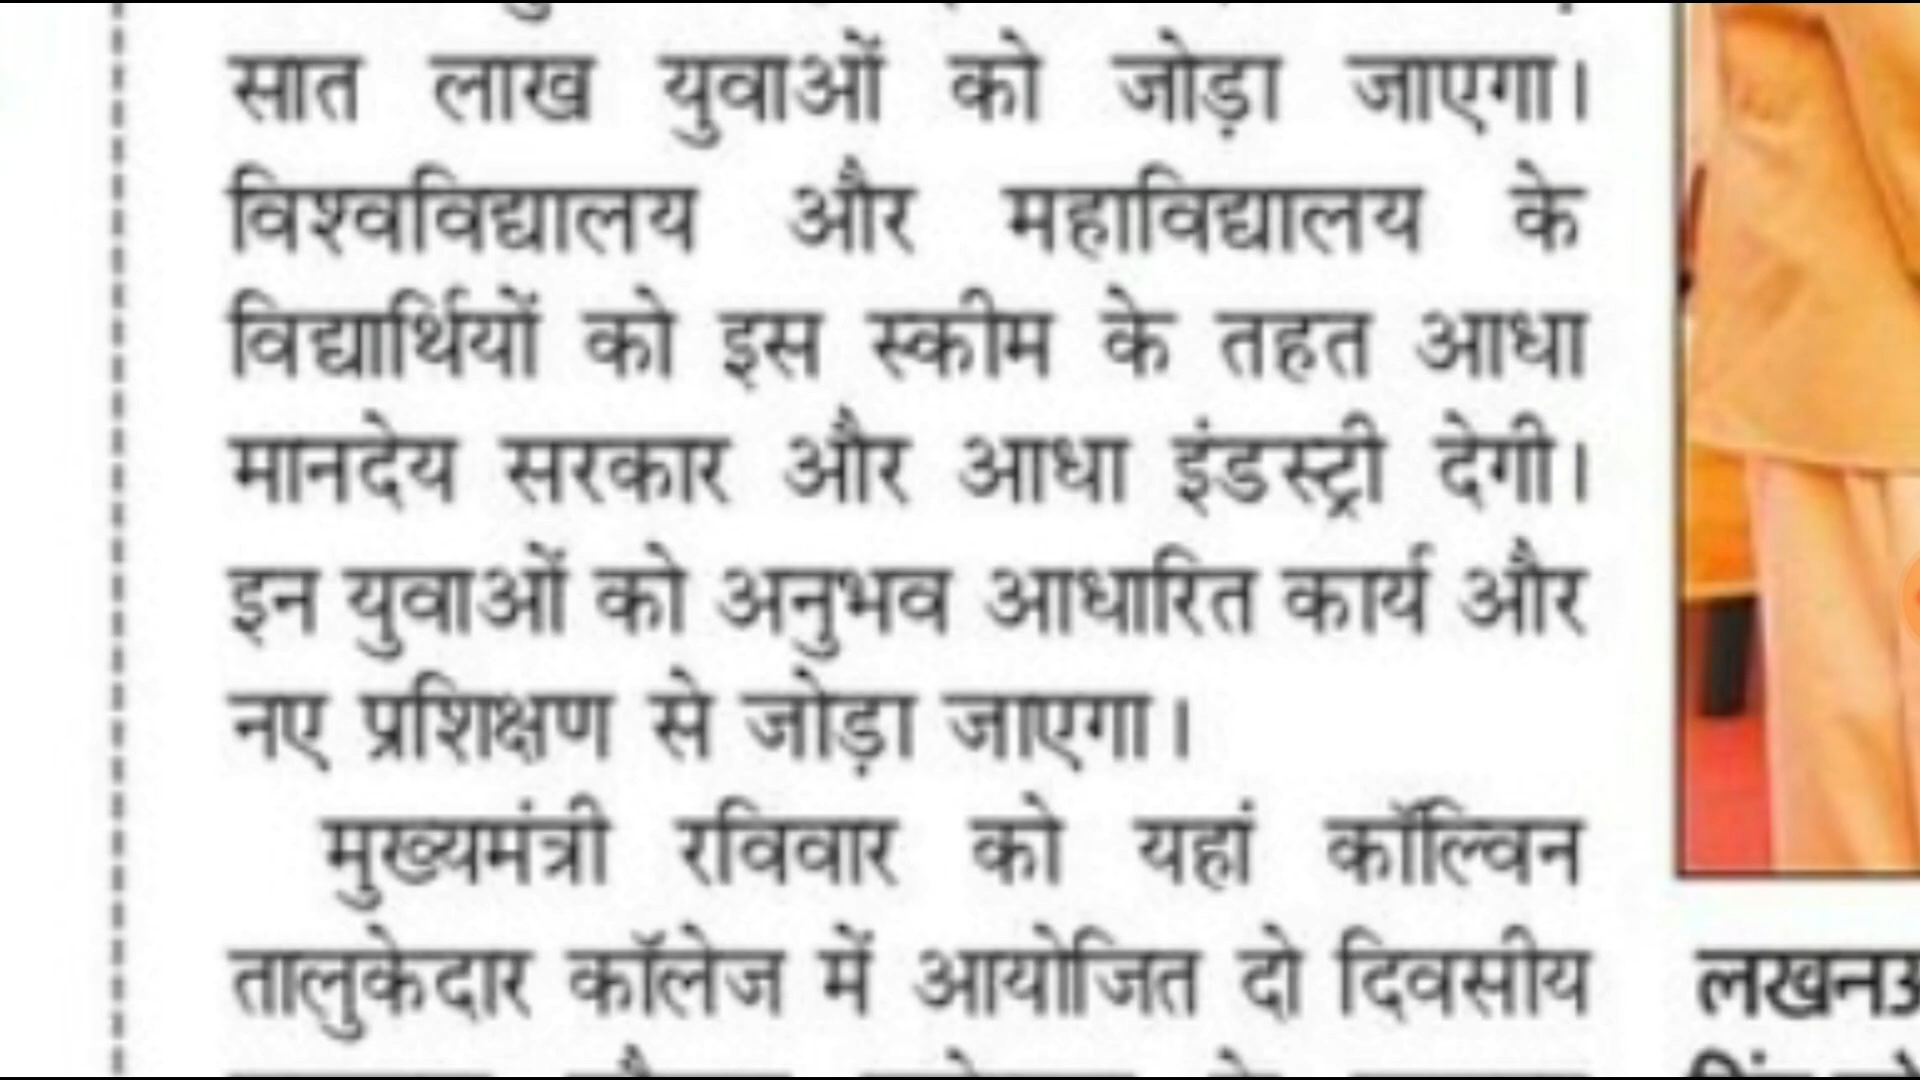 सात लाख युवाओं को जोड़ा जाएगा।
विश्वविद्यालय और महाविद्यालय के
विद्यार्थियों को इस स्कीम के तहत आधा
मानदेय सरकार और आधा इंडस्ट्री देगी।
इन युवाओं को अनुभव आधारित कार्य और
नए प्रशिक्षण से जोड़ा जाएगा।
मुख्यमंत्री रविवार को यहां कॉल्विन
तालुकेदार कॉलेज में आयोजित दो दिवसीय